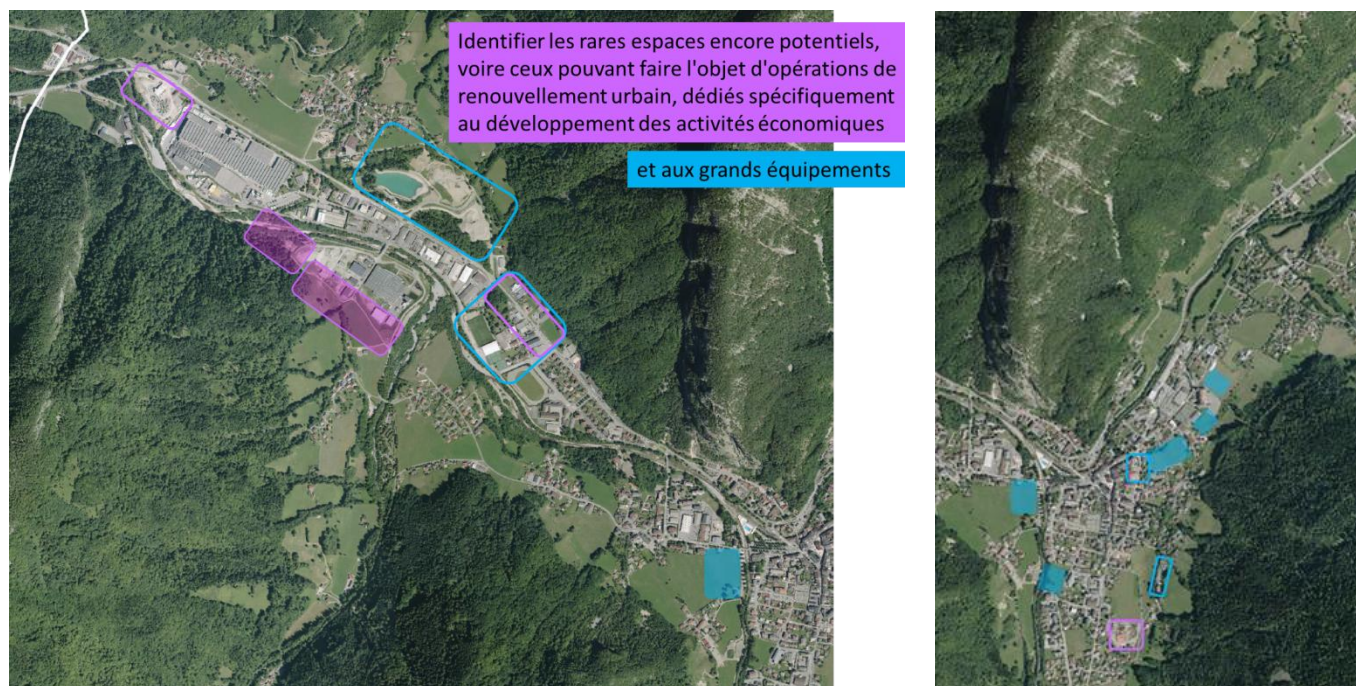 Identifier les rares espaces encore potentiels,
voire ceux pouvant faire l'objet d'opérations de
renouvellement urbain, dédiés spécifiquement
au développement des activités économiques
et aux grands équipements